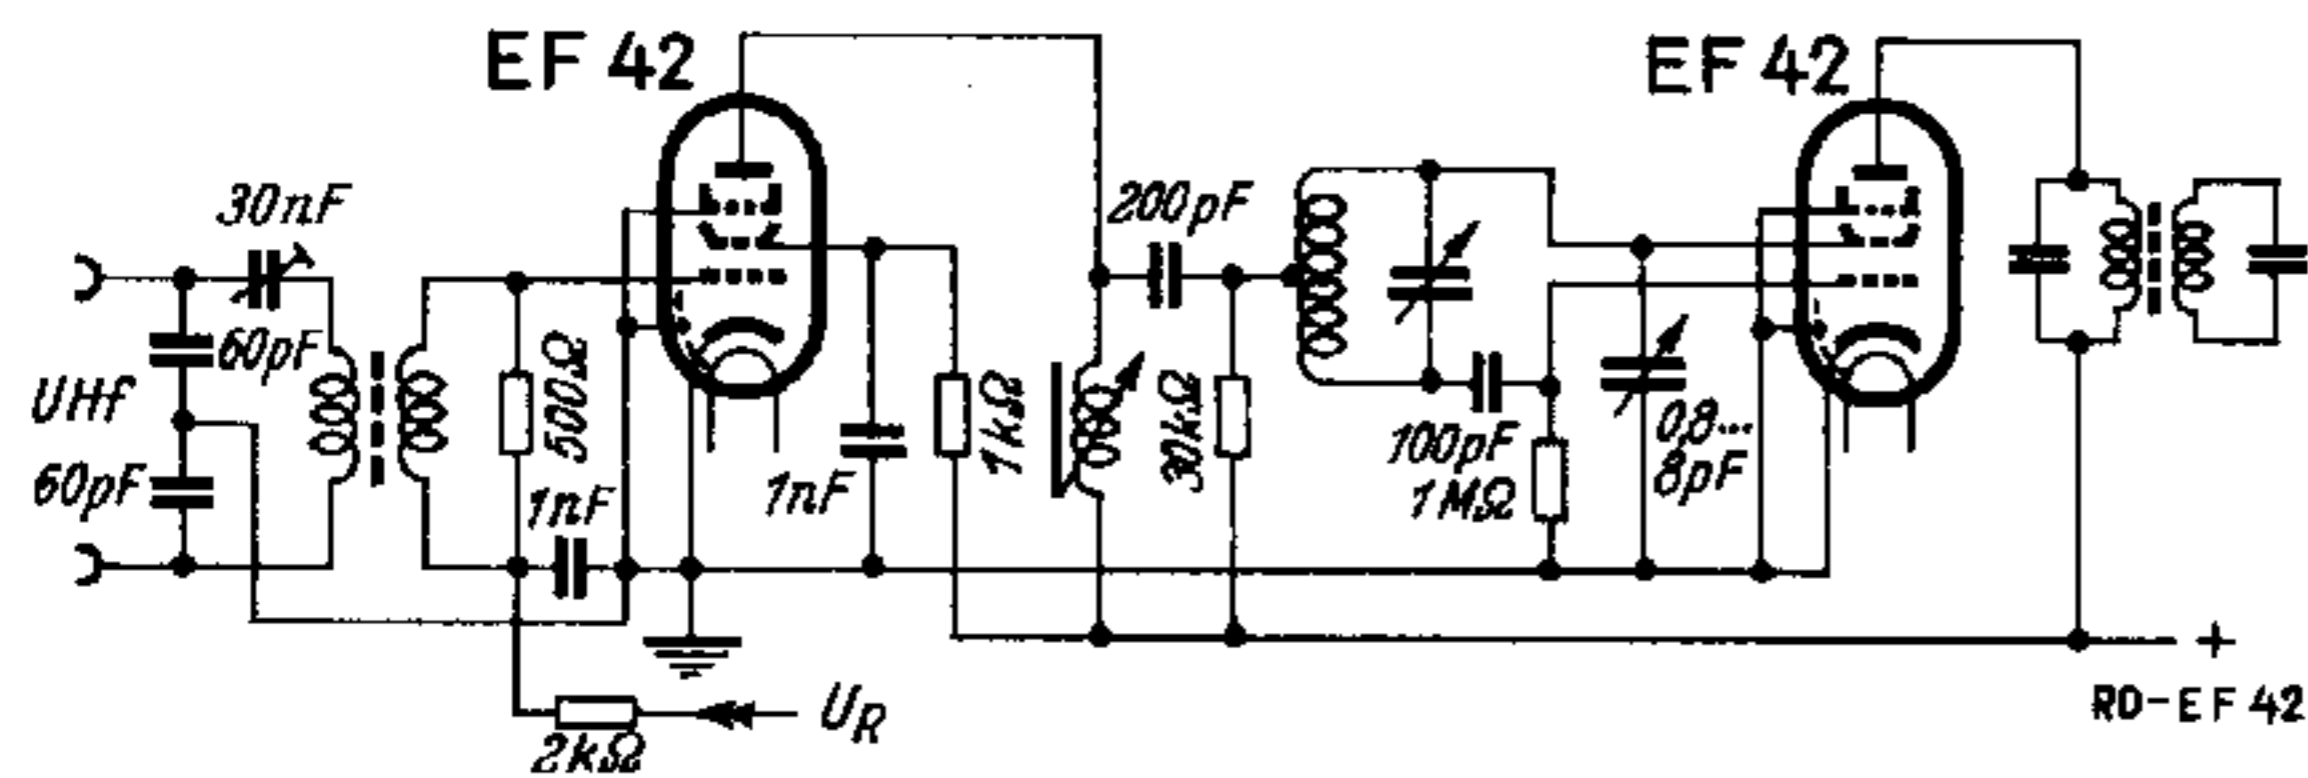 EF 42
EF 42
30nF
200pF
60pF
UHf
500Ω
60pF
1nF
1nF
1kΩ
30kΩ
100pF
1MΩ
0,8...
8pF
+
UR
2kΩ
RÖ-EF 42